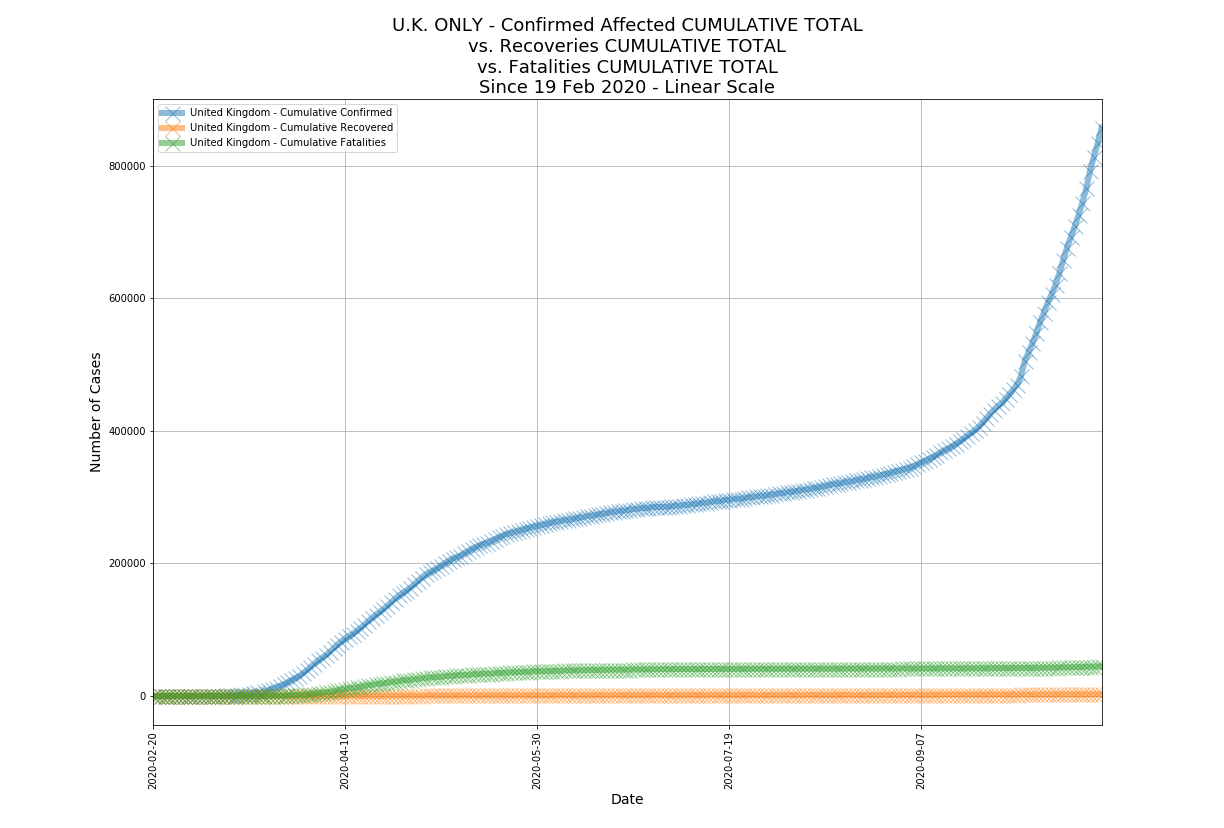 U.K. ONLY - Confirmed Affected CUMULATIVE TOTAL
vs. Recoveries CUMULATIVE TOTAL
vs. Fatalities CUMULATIVE TOTAL
Since 19 Feb 2020 - Linear Scale
United Kingdom - Cumulative Confirmed
United Kingdom - Cumulative Recovered
United Kingdom - Cumulative Fatalities
Number of Cases
800000
600000
400000
200000
0
2020-02-20
2020-04-10
2020-05-30
2020-07-19
2020-09-07
Date